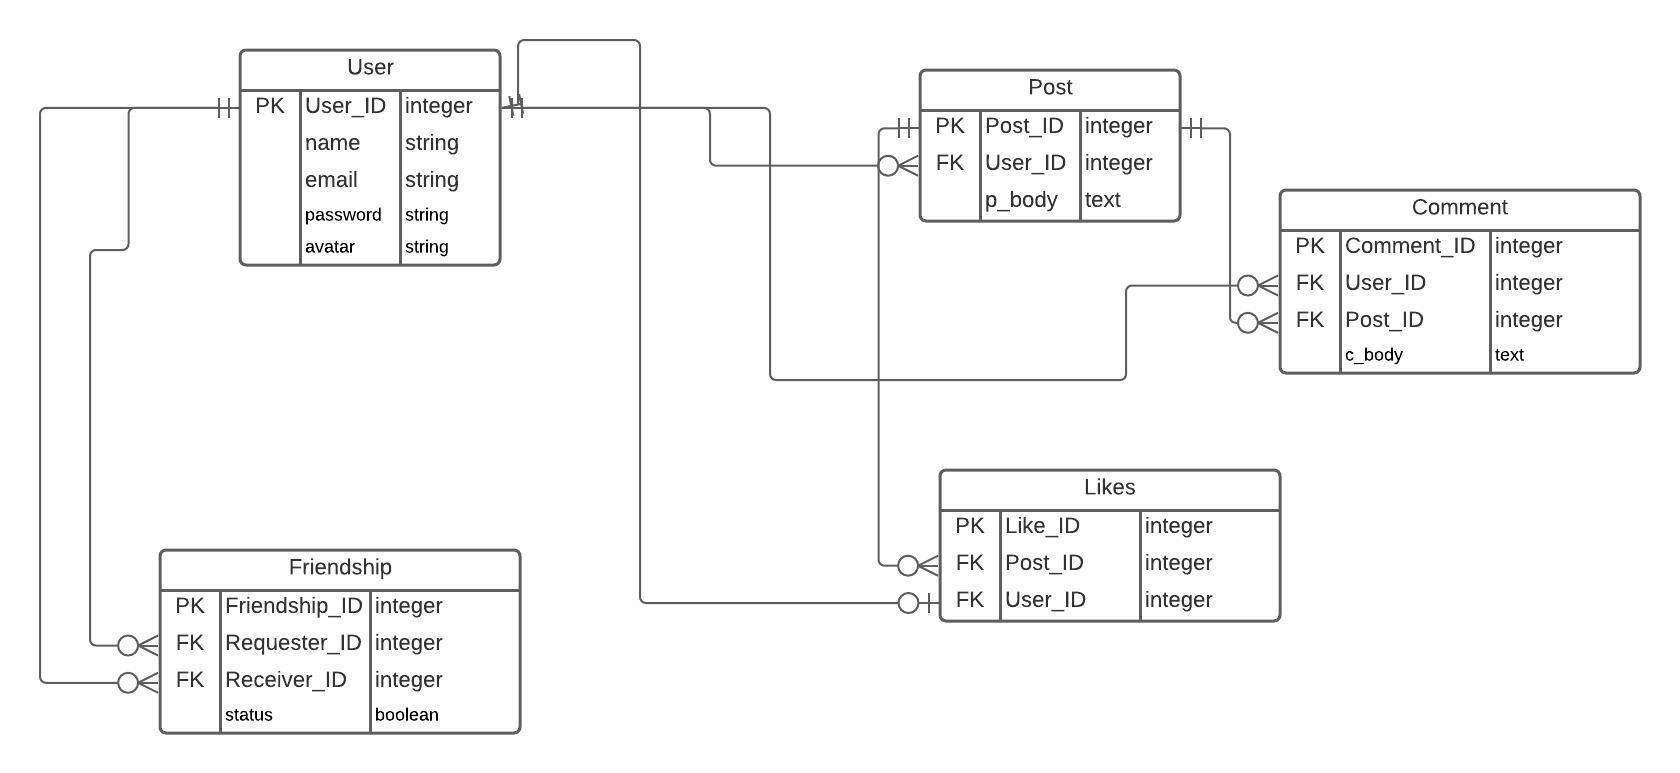 User
PK User_ID integer
name string
email string
password string
avatar string
Post
PK Post_ID integer
FK User_ID integer
p_body text
Comment
PK Comment_ID integer
FK User_ID integer
FK Post_ID integer
c_body text
Likes
PK Like_ID integer
FK Post_ID integer
FK User_ID integer
Friendship
PK Friendship_ID integer
FK Requester_ID integer
FK Receiver_ID integer
status boolean